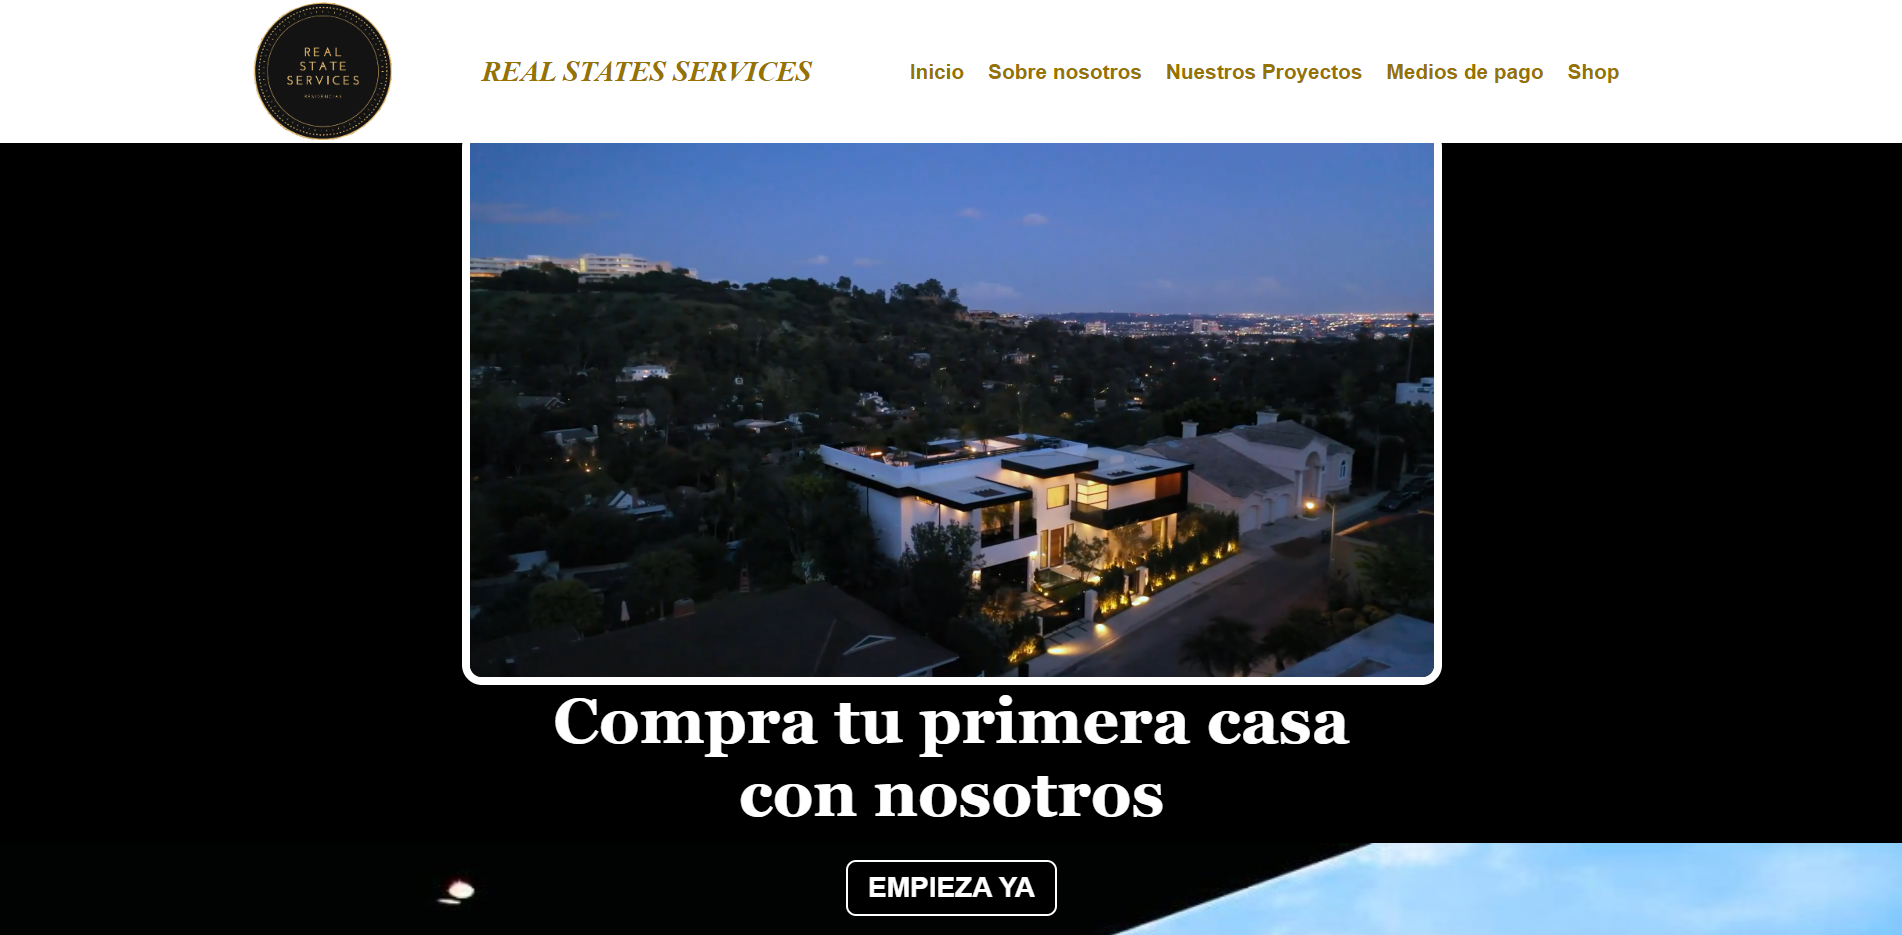 REAL
STATE
SERVICES
RESIDENCIAS
REAL STATES SERVICES
Inicio
Sobre nosotros
Nuestros Proyectos
Medios de pago
Shop
Compra tu primera casa
con nosotros
EMPIEZA YA